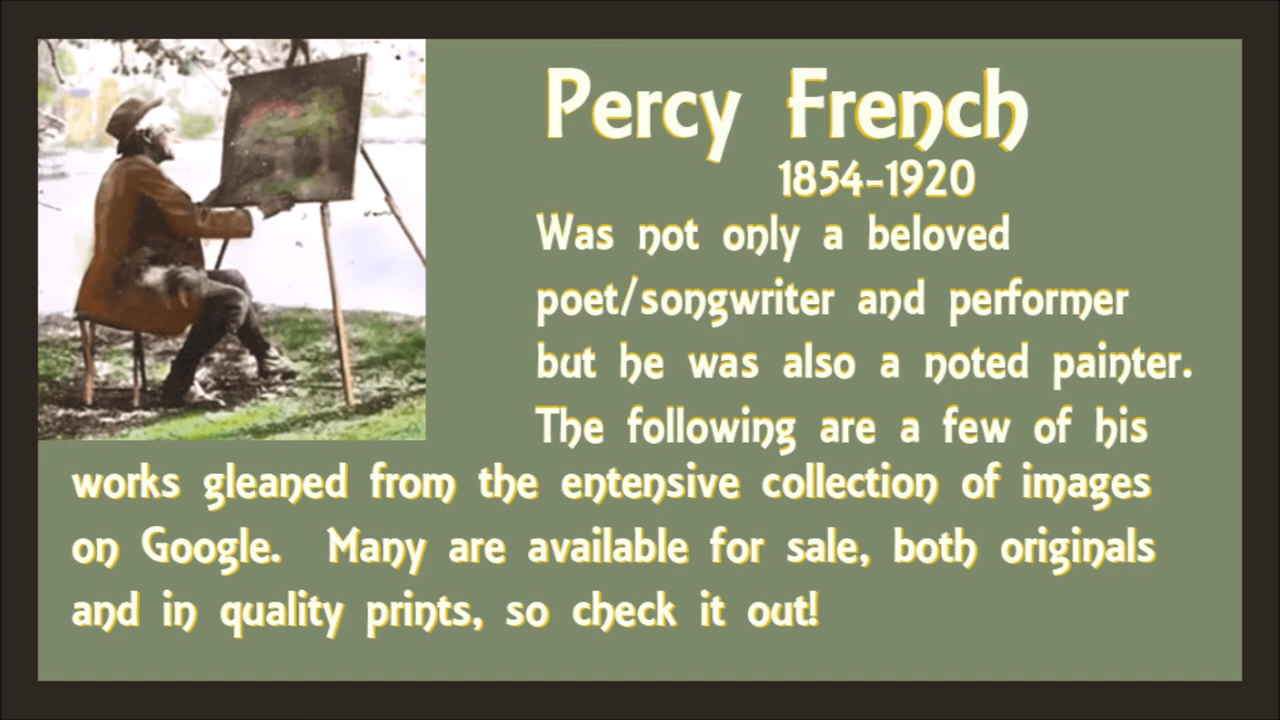 Percy French
1854-1920
Was not only a beloved
poet/songwriter and performer
but he was also a noted painter.
The following are a few of his
works gleaned from the entensive collection of images
on Google. Many are available for sale, both originals
and in quality prints, so check it out!